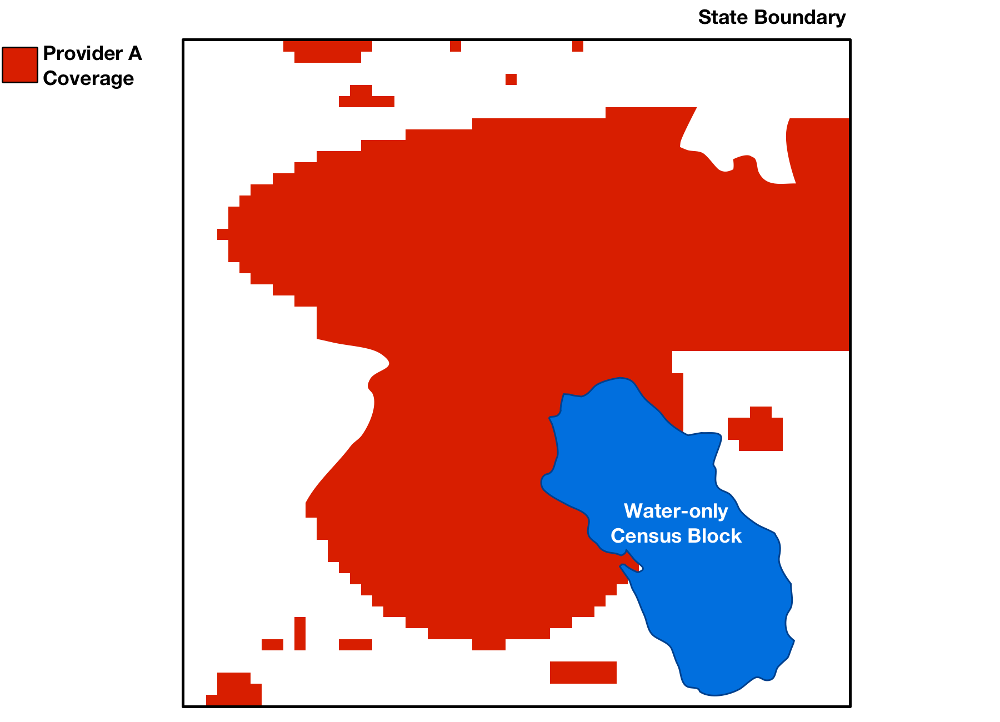 State Boundary
Provider A
Coverage
Water-only
Census Block